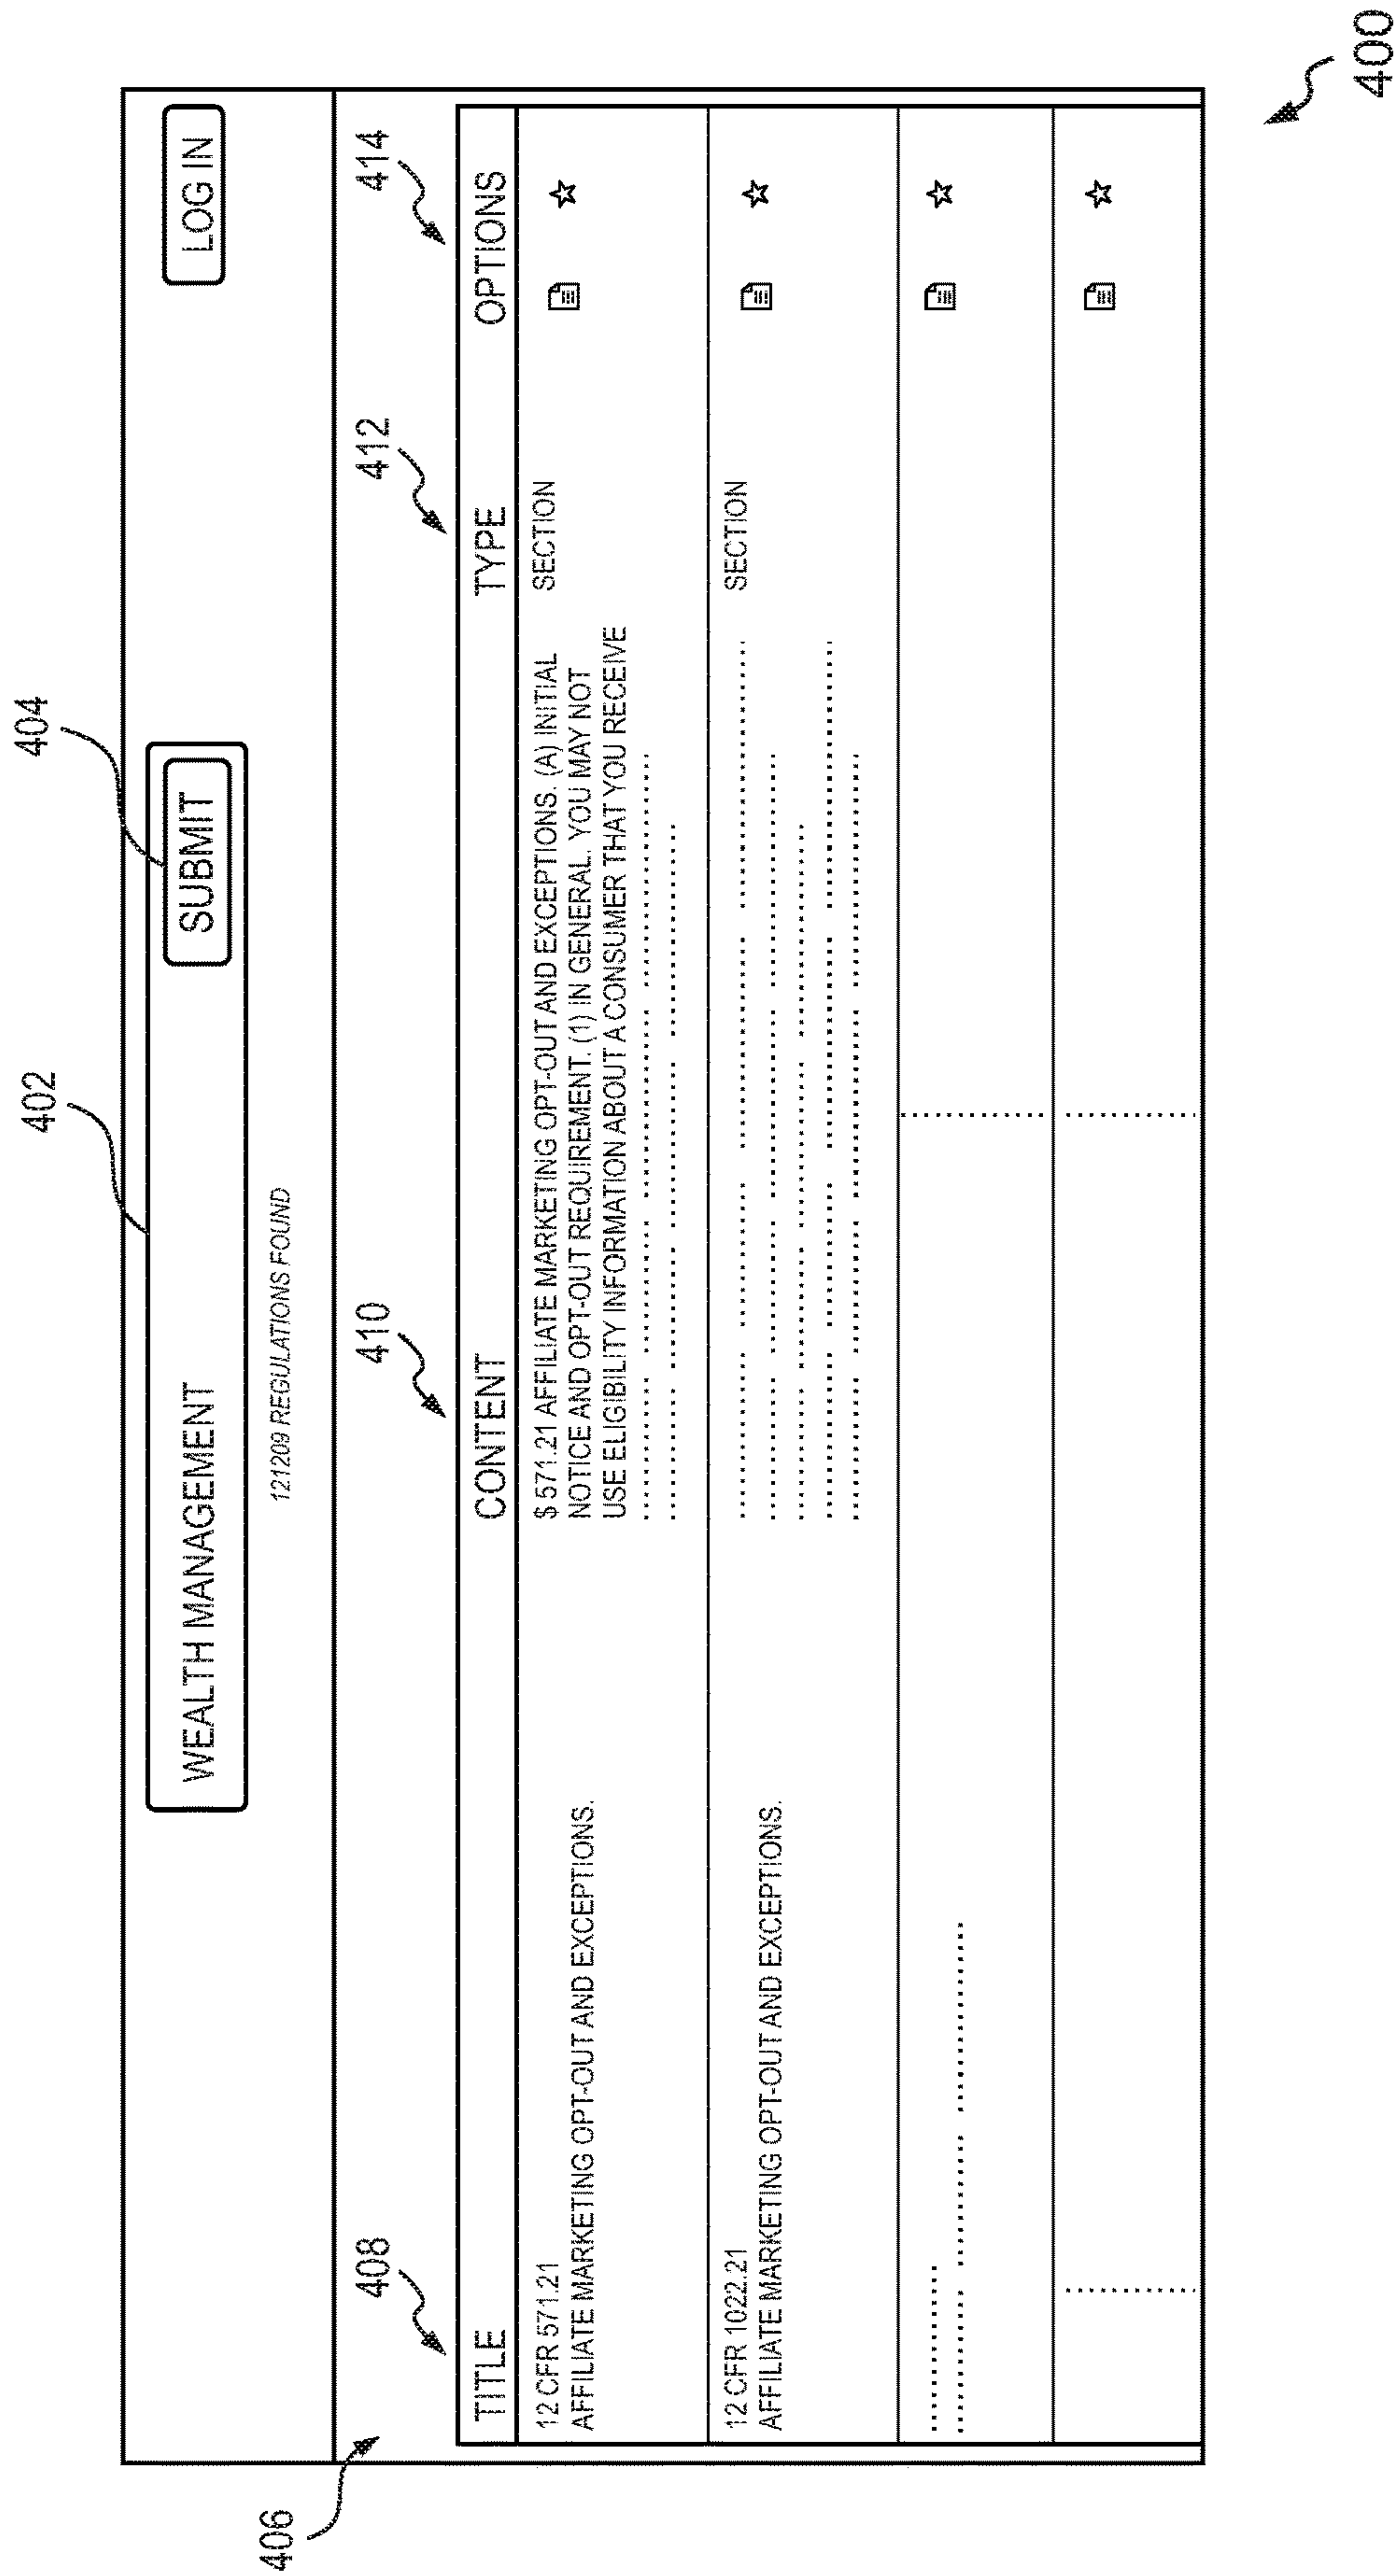 402
404
WEALTH MANAGEMENT
SUBMIT
LOG IN
121209 REGULATIONS FOUND
406
408
410
412
414
TITLE
CONTENT
TYPE
OPTIONS
12 CFR 571.21
AFFILIATE MARKETING OPT-OUT AND EXCEPTIONS.
$ 571.21 AFFILIATE MARKETING OPT-OUT AND EXCEPTIONS. (A) INITIAL
NOTICE AND OPT-OUT REQUIREMENT. (1) IN GENERAL. YOU MAY NOT
USE ELIGIBILITY INFORMATION ABOUT A CONSUMER THAT YOU RECEIVE
SECTION
12 CFR 1022.21
AFFILIATE MARKETING OPT-OUT AND EXCEPTIONS.
SECTION
400